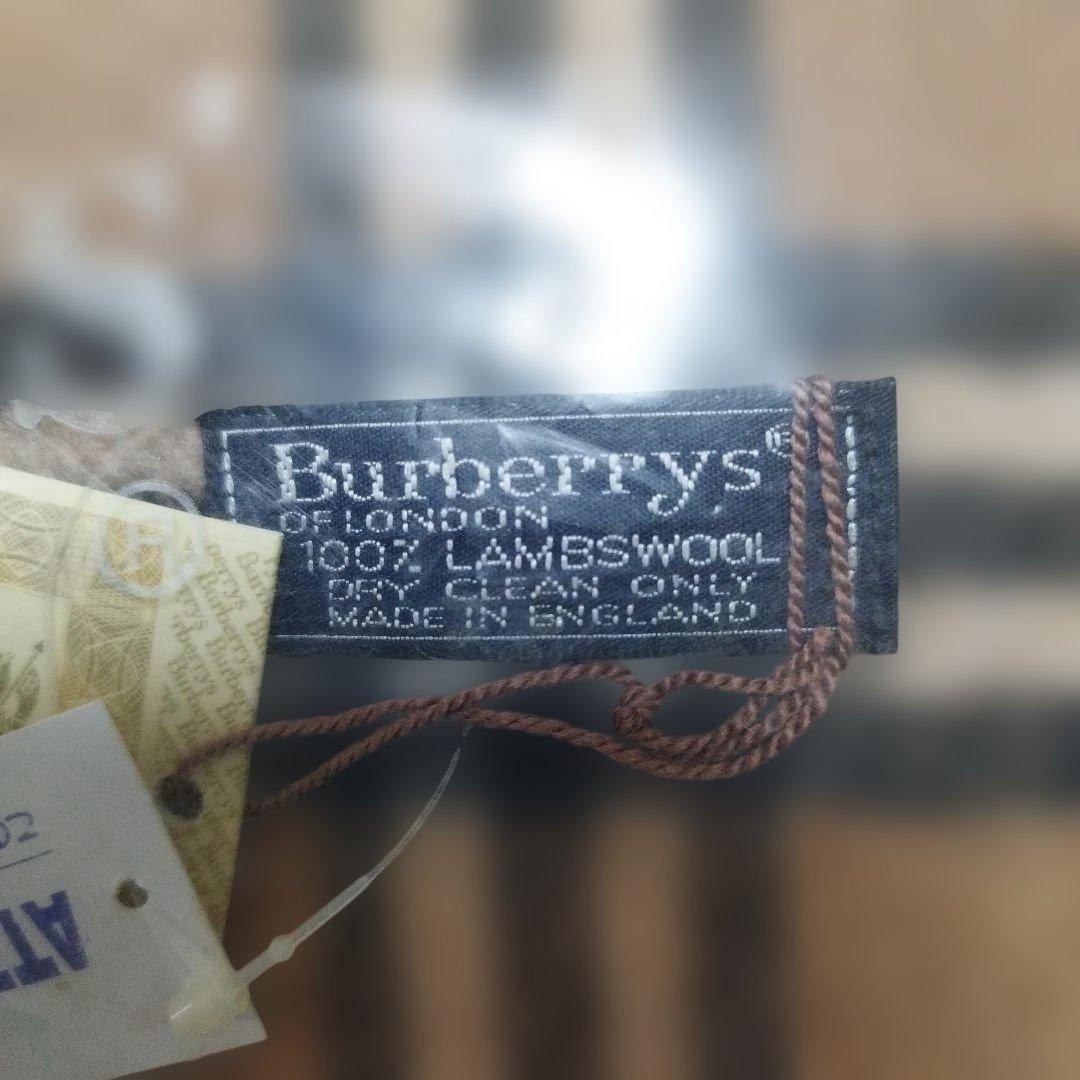 Burberrys®
OF LONDON
100% LAMBSWOOL
DRY CLEAN ONLY
MADE IN ENGLAND